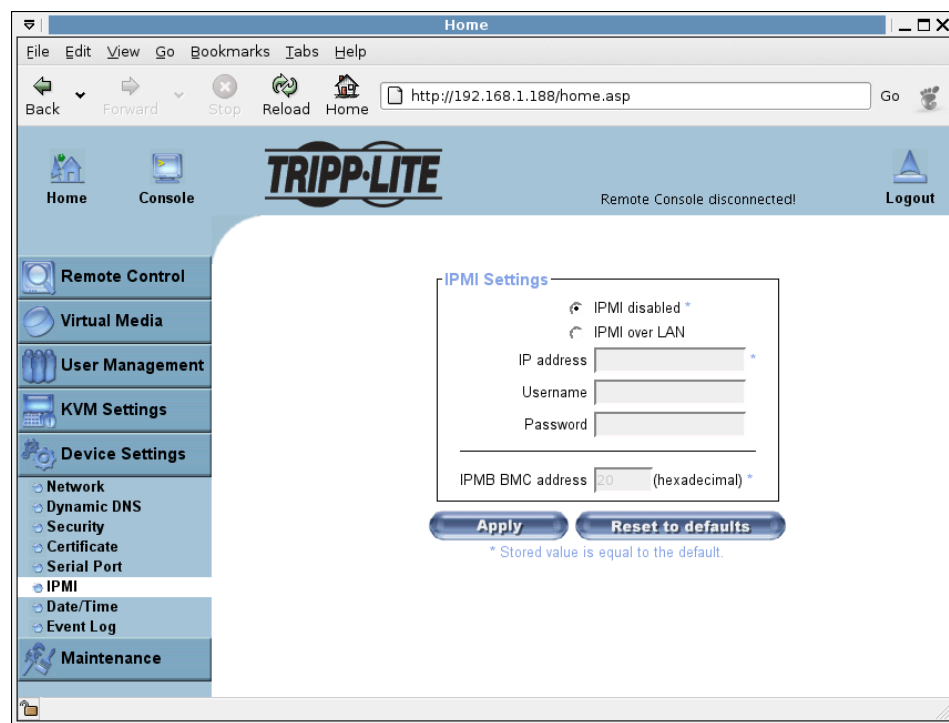 Home
File Edit View Go Bookmarks Tabs Help
Back Forward Stop Reload Home http://192.168.1.188/home.asp Go
Home Console TRIPP·LITE Remote Console disconnected! Logout
Remote Control
Virtual Media
User Management
KVM Settings
Device Settings
Network
Dynamic DNS
Security
Certificate
Serial Port
IPMI
Date/Time
Event Log
Maintenance
IPMI Settings
IPMI disabled *
IPMI over LAN
IP address *
Username
Password
IPMB BMC address 20 (hexadecimal) *
Apply Reset to defaults
* Stored value is equal to the default.